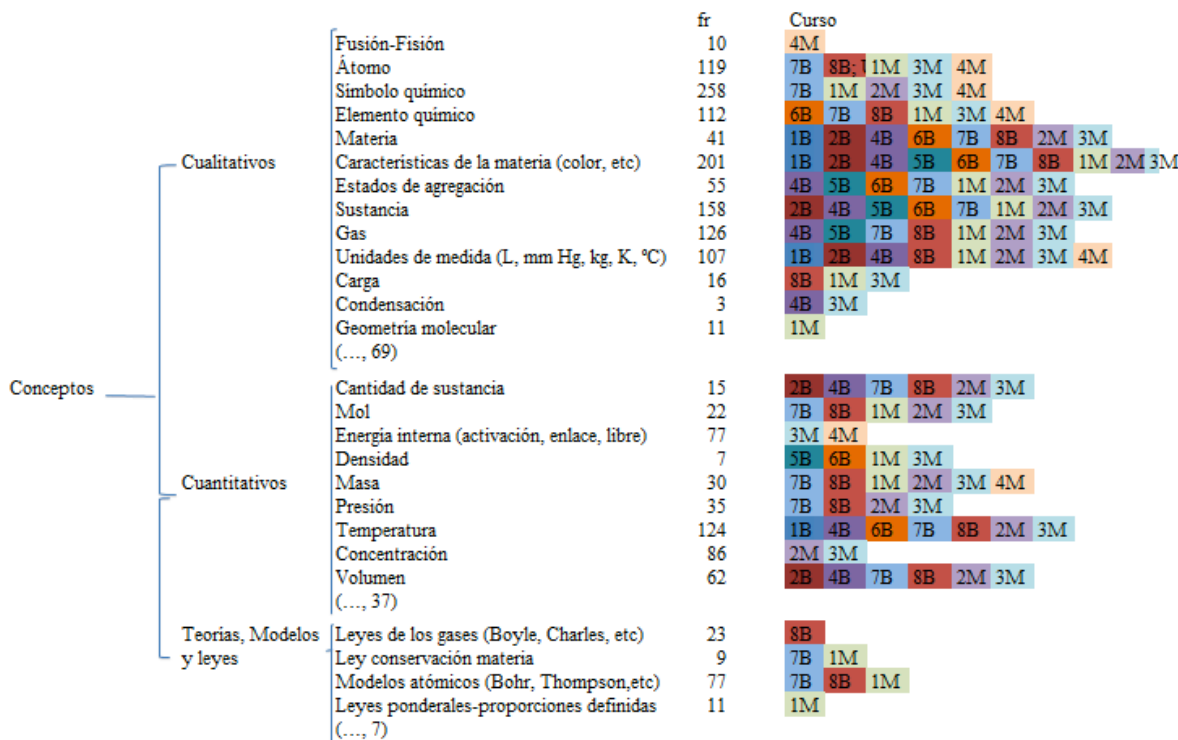 fr Curso
Fusión-Fisión 10 4M
Átomo 119 7B 8B; 1M 3M 4M
Símbolo químico 258 7B 1M 2M 3M 4M
Elemento químico 112 6B 7B 8B 1M 3M 4M
Materia 41 1B 2B 4B 6B 7B 8B 2M 3M
Cualitativos Características de la materia (color, etc) 201 1B 2B 4B 5B 6B 7B 8B 1M 2M 3M
Estados de agregación 55 4B 5B 6B 7B 1M 2M 3M
Sustancia 158 2B 4B 5B 6B 7B 1M 2M 3M
Gas 126 4B 5B 7B 8B 1M 2M 3M
Unidades de medida (L, mm Hg, kg, K, ºC) 107 1B 2B 4B 8B 1M 2M 3M 4M
Carga 16 8B 1M 3M
Condensación 3 4B 3M
Geometría molecular 11 1M
(…, 69)
Conceptos Cantidad de sustancia 15 2B 4B 7B 8B 2M 3M
Mol 22 7B 8B 1M 2M 3M
Energía interna (activación, enlace, libre) 77 3M 4M
Densidad 7 5B 6B 1M 3M
Cuantitativos Masa 30 7B 8B 1M 2M 3M 4M
Presión 35 7B 8B 2M 3M
Temperatura 124 1B 4B 6B 7B 8B 2M 3M
Concentración 86 2M 3M
Volumen 62 2B 4B 7B 8B 2M 3M
(…, 37)
Teorías, Modelos Leyes de los gases (Boyle, Charles, etc) 23 8B
y leyes Ley conservación materia 9 7B 1M
Modelos atómicos (Bohr, Thompson,etc) 77 7B 8B 1M
Leyes ponderales-proporciones definidas 11 1M
(…, 7)